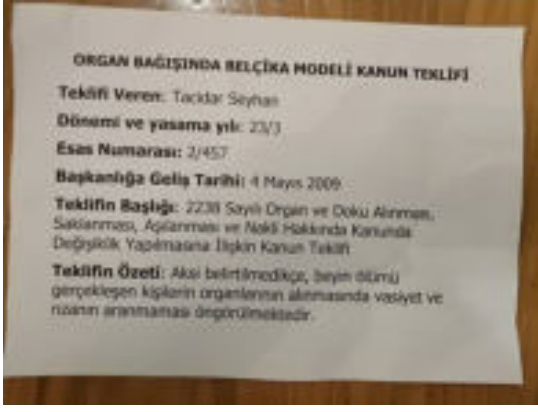 ORGAN BAĞIŞINDA BELÇİKA MODELİ KANUN TEKLİFİ
Teklifi Veren: Tacidar Seyhan
Dönemi ve yasama yılı: 23/3
Esas Numarası: 2/457
Başkanlığa Geliş Tarihi: 4 Mayıs 2009
Teklifin Başlığı: 2238 Sayılı Organ ve Doku Alınması,
Saklanması, Aşılanması ve Nakli Hakkında Kanunda
Değişiklik Yapılmasına İlişkin Kanun Teklifi
Teklifin Özeti: Aksi belirtilmedikçe, beyin ölümü
gerçekleşen kişilerin organlarının alınmasında vasiyet ve
rızanın aranmaması öngörülmektedir.